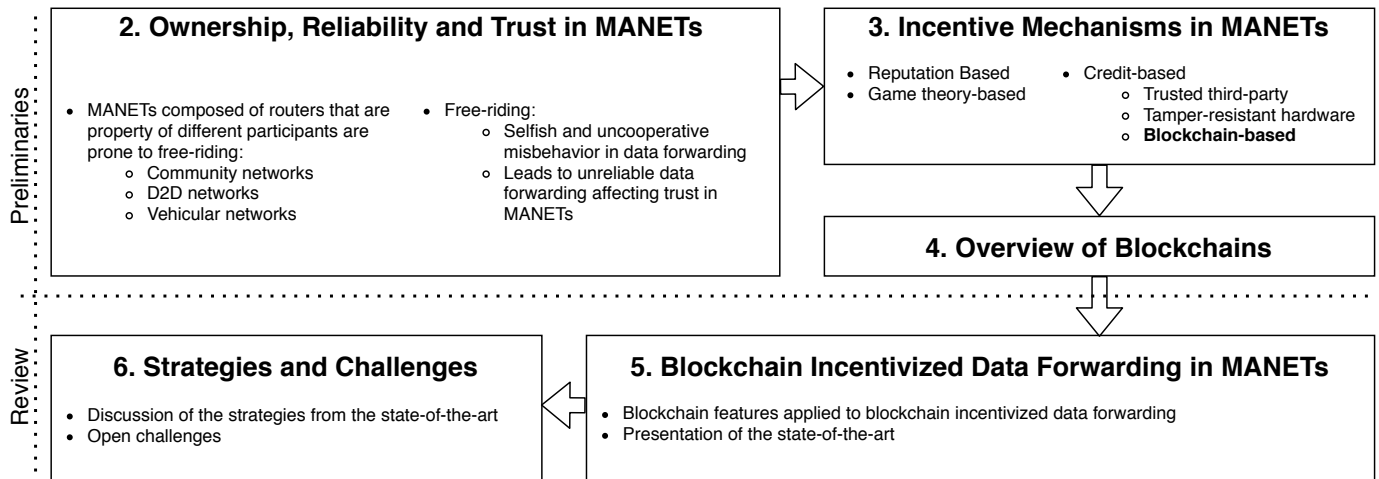 Preliminaries
2. Ownership, Reliability and Trust in MANETs
• MANETs composed of routers that are
property of different participants are
prone to free-riding:
Community networks
D2D networks
Vehicular networks
• Free-riding:
Selfish and uncooperative
misbehavior in data forwarding
Leads to unreliable data
forwarding affecting trust in
MANETs
3. Incentive Mechanisms in MANETs
• Reputation Based
• Game theory-based
• Credit-based
Trusted third-party
Tamper-resistant hardware
Blockchain-based
4. Overview of Blockchains
Review
5. Blockchain Incentivized Data Forwarding in MANETs
• Blockchain features applied to blockchain incentivized data forwarding
• Presentation of the state-of-the-art
6. Strategies and Challenges
• Discussion of the strategies from the state-of-the-art
• Open challenges